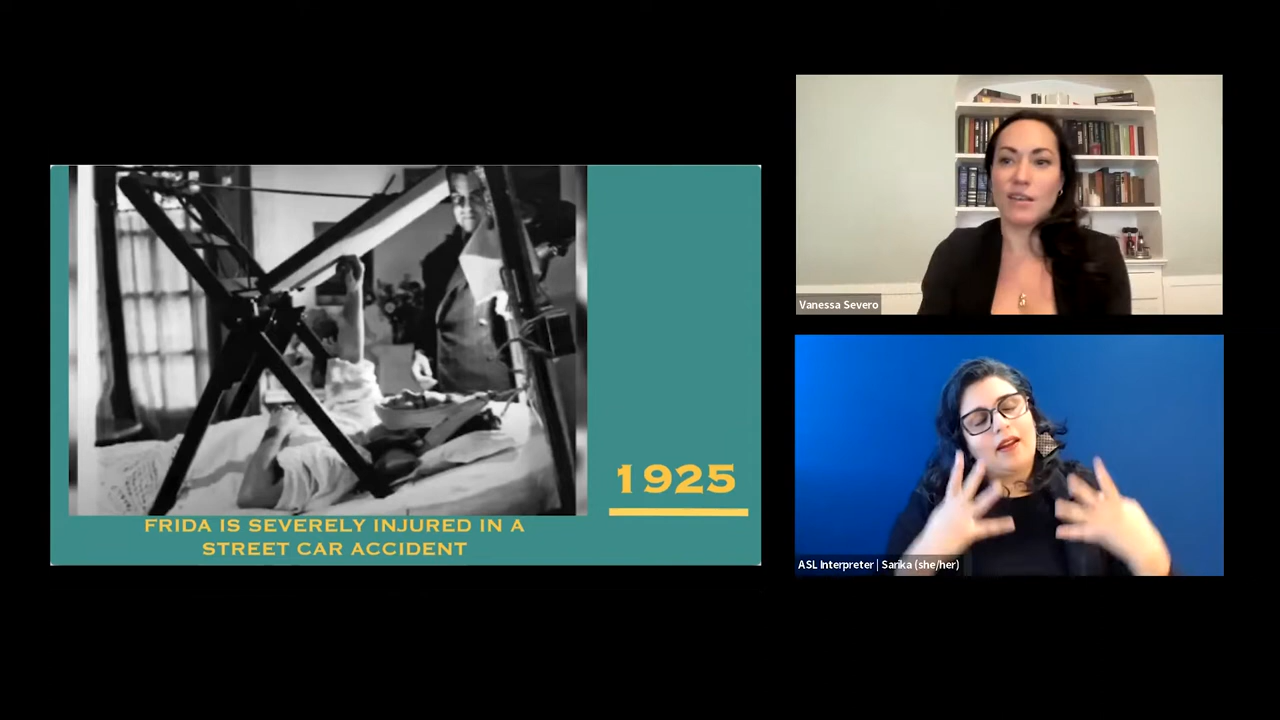 1925
FRIDA IS SEVERELY INJURED IN A
STREET CAR ACCIDENT
Vanessa Severo
ASL Interpreter | Sarika (she/her)